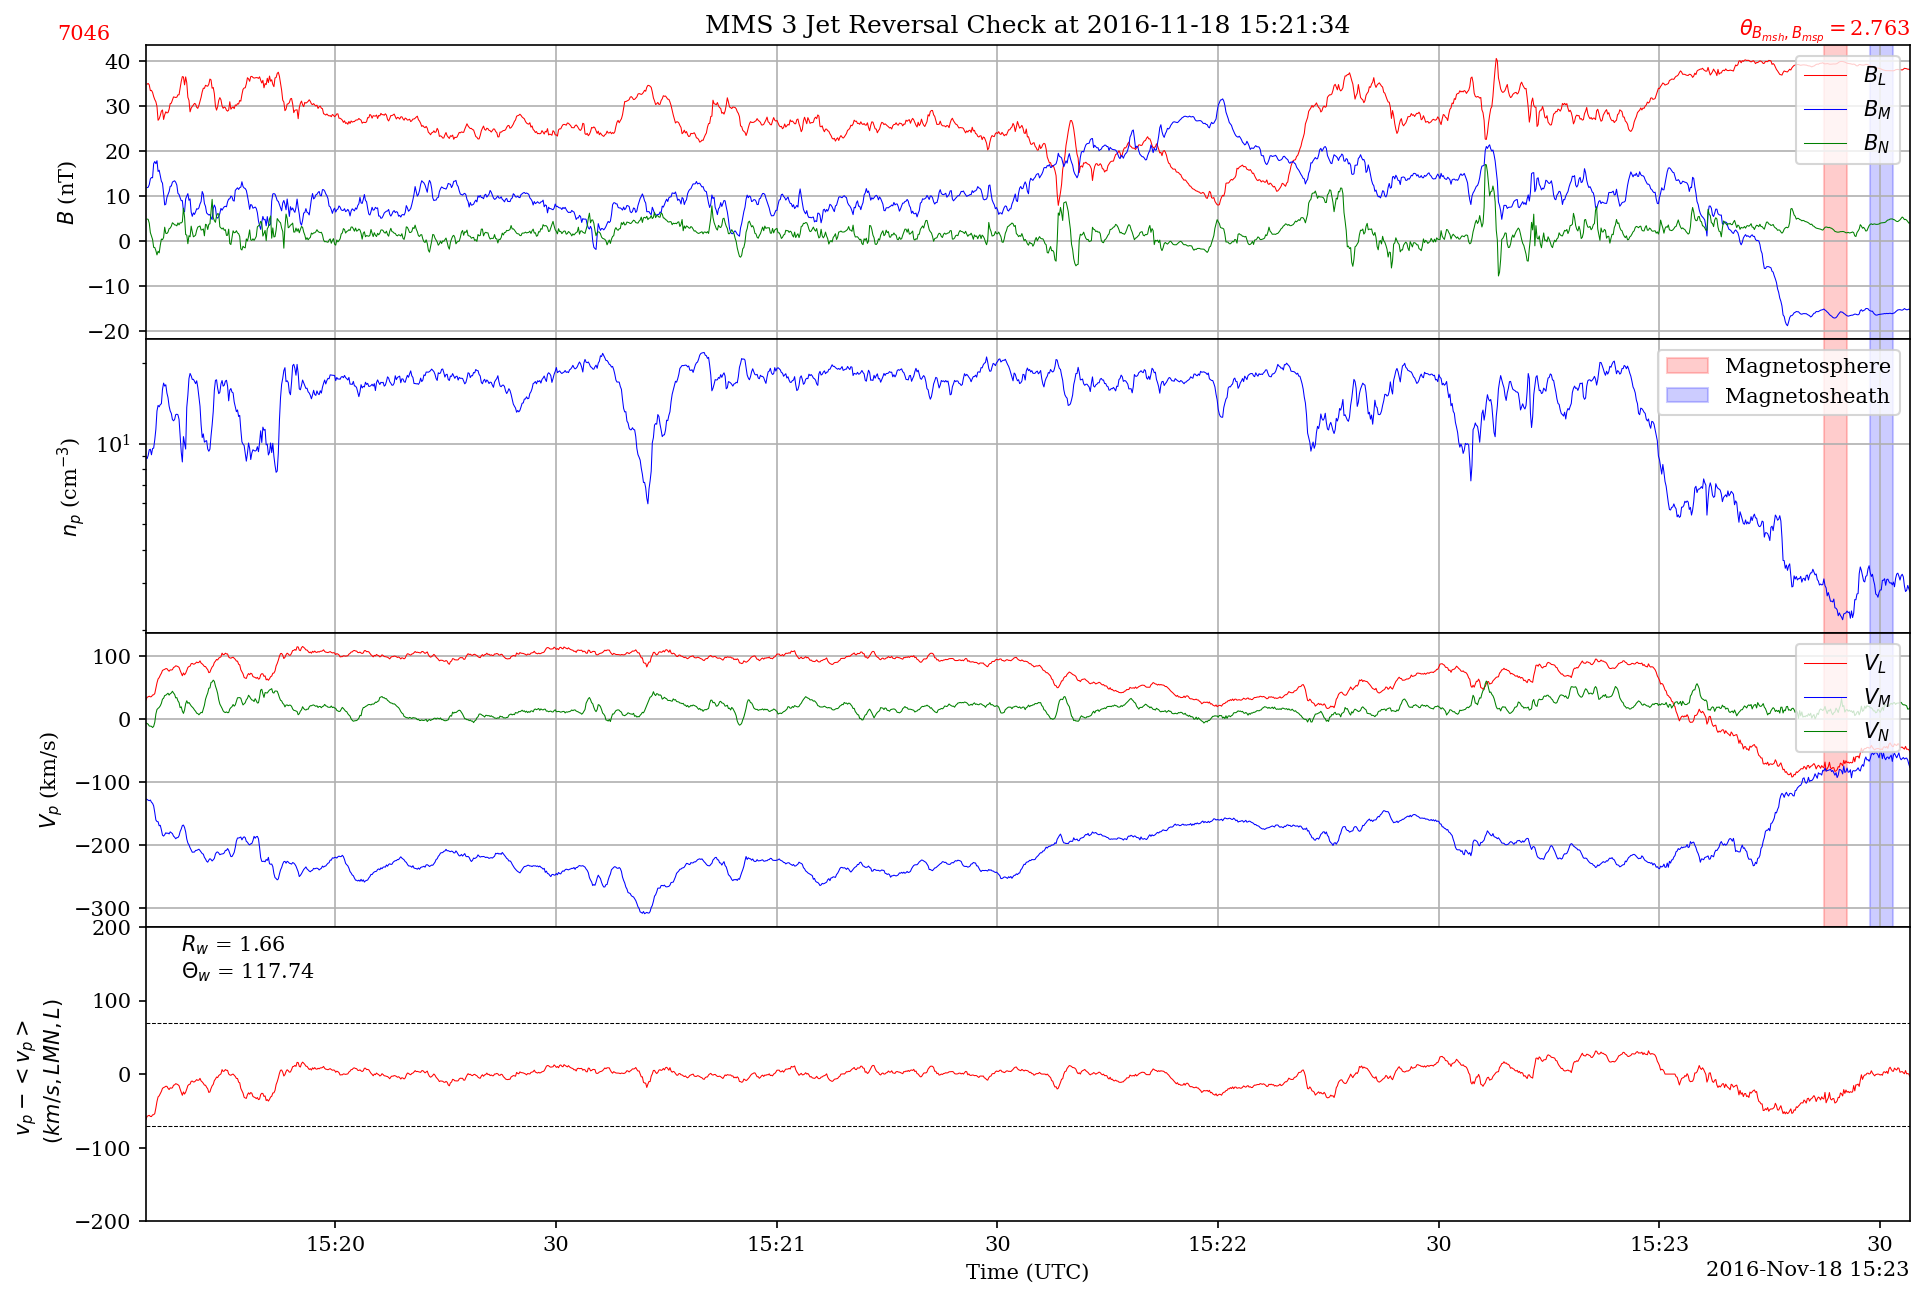 7046
MMS 3 Jet Reversal Check at 2016-11-18 15:21:34
θ_{B_{msh}, B_{msp}} = 2.763
40
30
20
10
0
−10
−20
B (nT)
B_L
B_M
B_N
10^1
n_p (cm^{-3})
Magnetosphere
Magnetosheath
100
0
−100
−200
−300
V_p (km/s)
V_L
V_M
V_N
200
100
0
−100
−200
v_p − < v_p >
(km/s, LMN, L)
R_w = 1.66
Θ_w = 117.74
15:20
30
15:21
30
15:22
30
15:23
30
Time (UTC)
2016-Nov-18 15:23